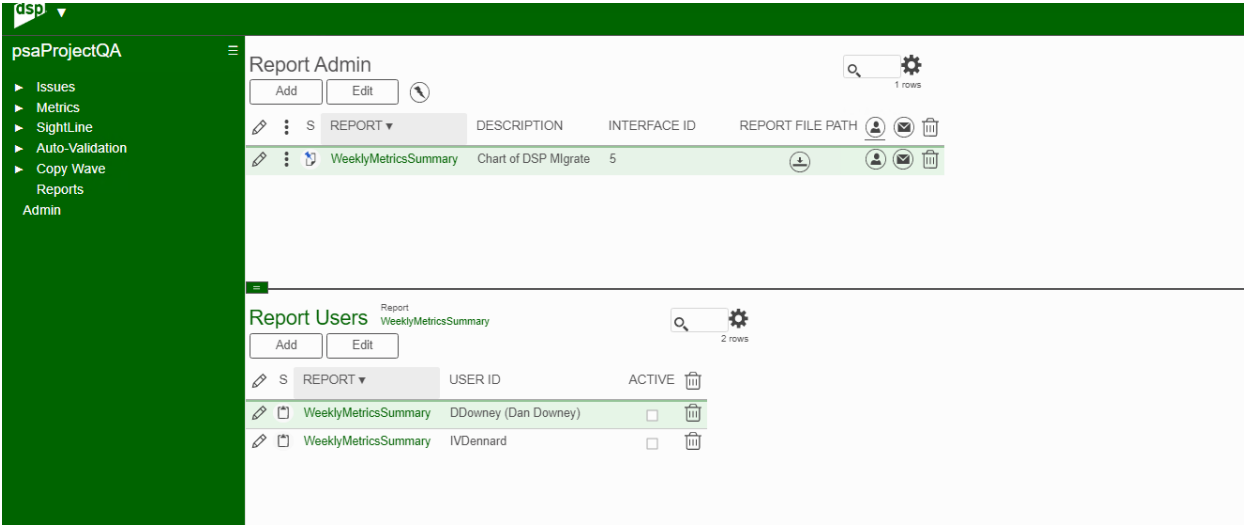 dsp
psaProjectQA
Issues
Metrics
SightLine
Auto-Validation
Copy Wave
Reports
Admin
Report Admin
1 rows
Add Edit
S REPORT DESCRIPTION INTERFACE ID REPORT FILE PATH
WeeklyMetricsSummary Chart of DSP MIgrate 5
Report Users
Report
WeeklyMetricsSummary
2 rows
Add Edit
S REPORT USER ID ACTIVE
WeeklyMetricsSummary DDowney (Dan Downey)
WeeklyMetricsSummary IVDennard